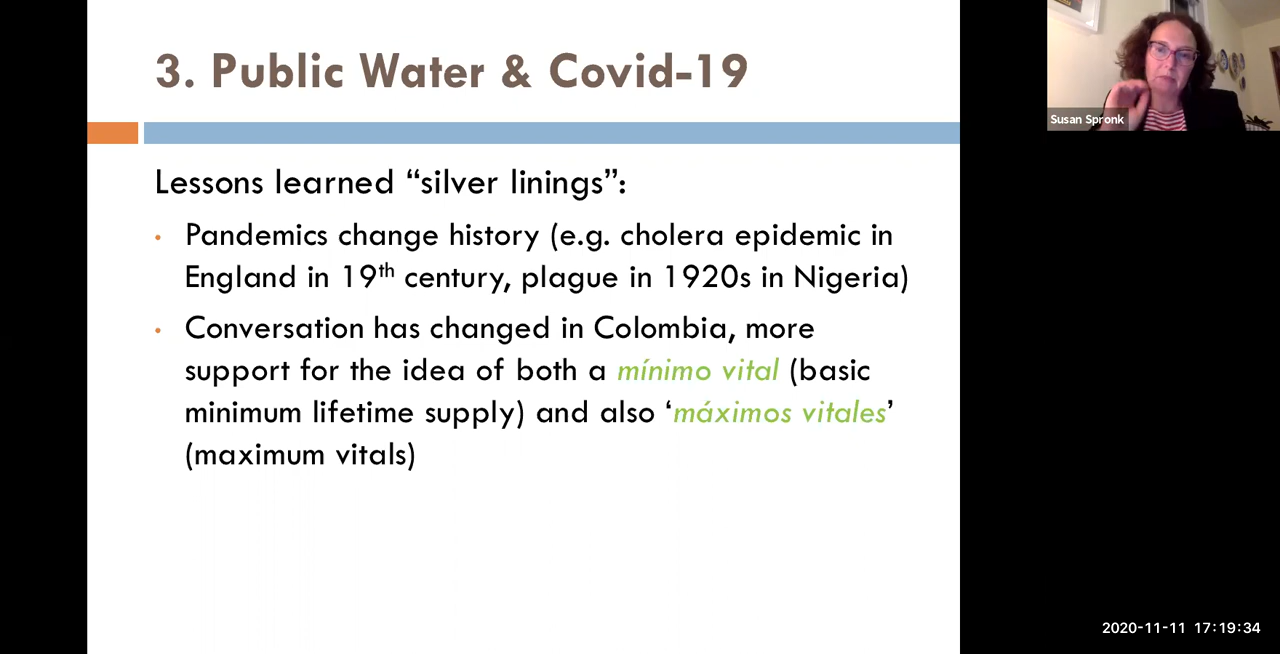 3. Public Water & Covid-19
Susan Spronk
Lessons learned “silver linings”:
• Pandemics change history (e.g. cholera epidemic in
England in 19th century, plague in 1920s in Nigeria)
• Conversation has changed in Colombia, more
support for the idea of both a mínimo vital (basic
minimum lifetime supply) and also ‘máximos vitales’
(maximum vitals)
2020-11-11 17:19:34